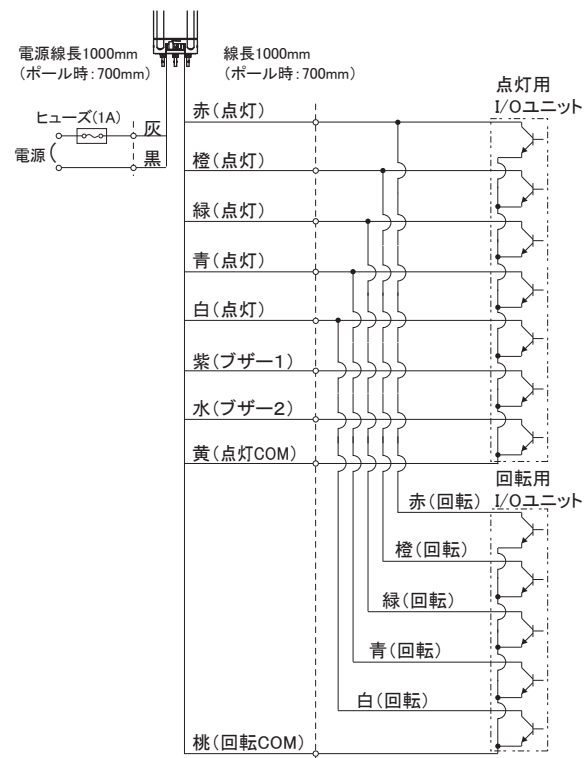 電源線長1000mm
（ポール時：700mm）
線長1000mm
（ポール時：700mm）
ヒューズ(1A)
電源
灰
黒
点灯用
I/Oユニット
赤（点灯）
橙（点灯）
緑（点灯）
青（点灯）
白（点灯）
紫（ブザー1）
水（ブザー2）
黄（点灯COM）
回転用
I/Oユニット
赤（回転）
橙（回転）
緑（回転）
青（回転）
白（回転）
桃（回転COM）